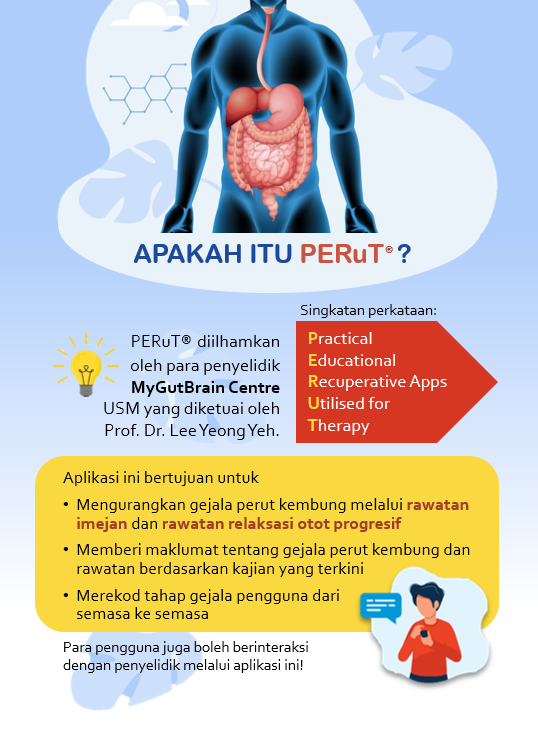 APAKAH ITU PERuT®?
PERuT® diilhamkan
oleh para penyelidik
MyGutBrain Centre
USM yang diketuai oleh
Prof. Dr. Lee Yeong Yeh.
Singkatan perkataan:
Practical
Educational
Recuperative Apps
Utilised for
Therapy
Aplikasi ini bertujuan untuk
• Mengurangkan gejala perut kembung melalui rawatan
imejan dan rawatan relaksasi otot progresif
• Memberi maklumat tentang gejala perut kembung dan
rawatan berdasarkan kajian yang terkini
• Merekod tahap gejala pengguna dari
semasa ke semasa
Para pengguna juga boleh berinteraksi
dengan penyelidik melalui aplikasi ini!